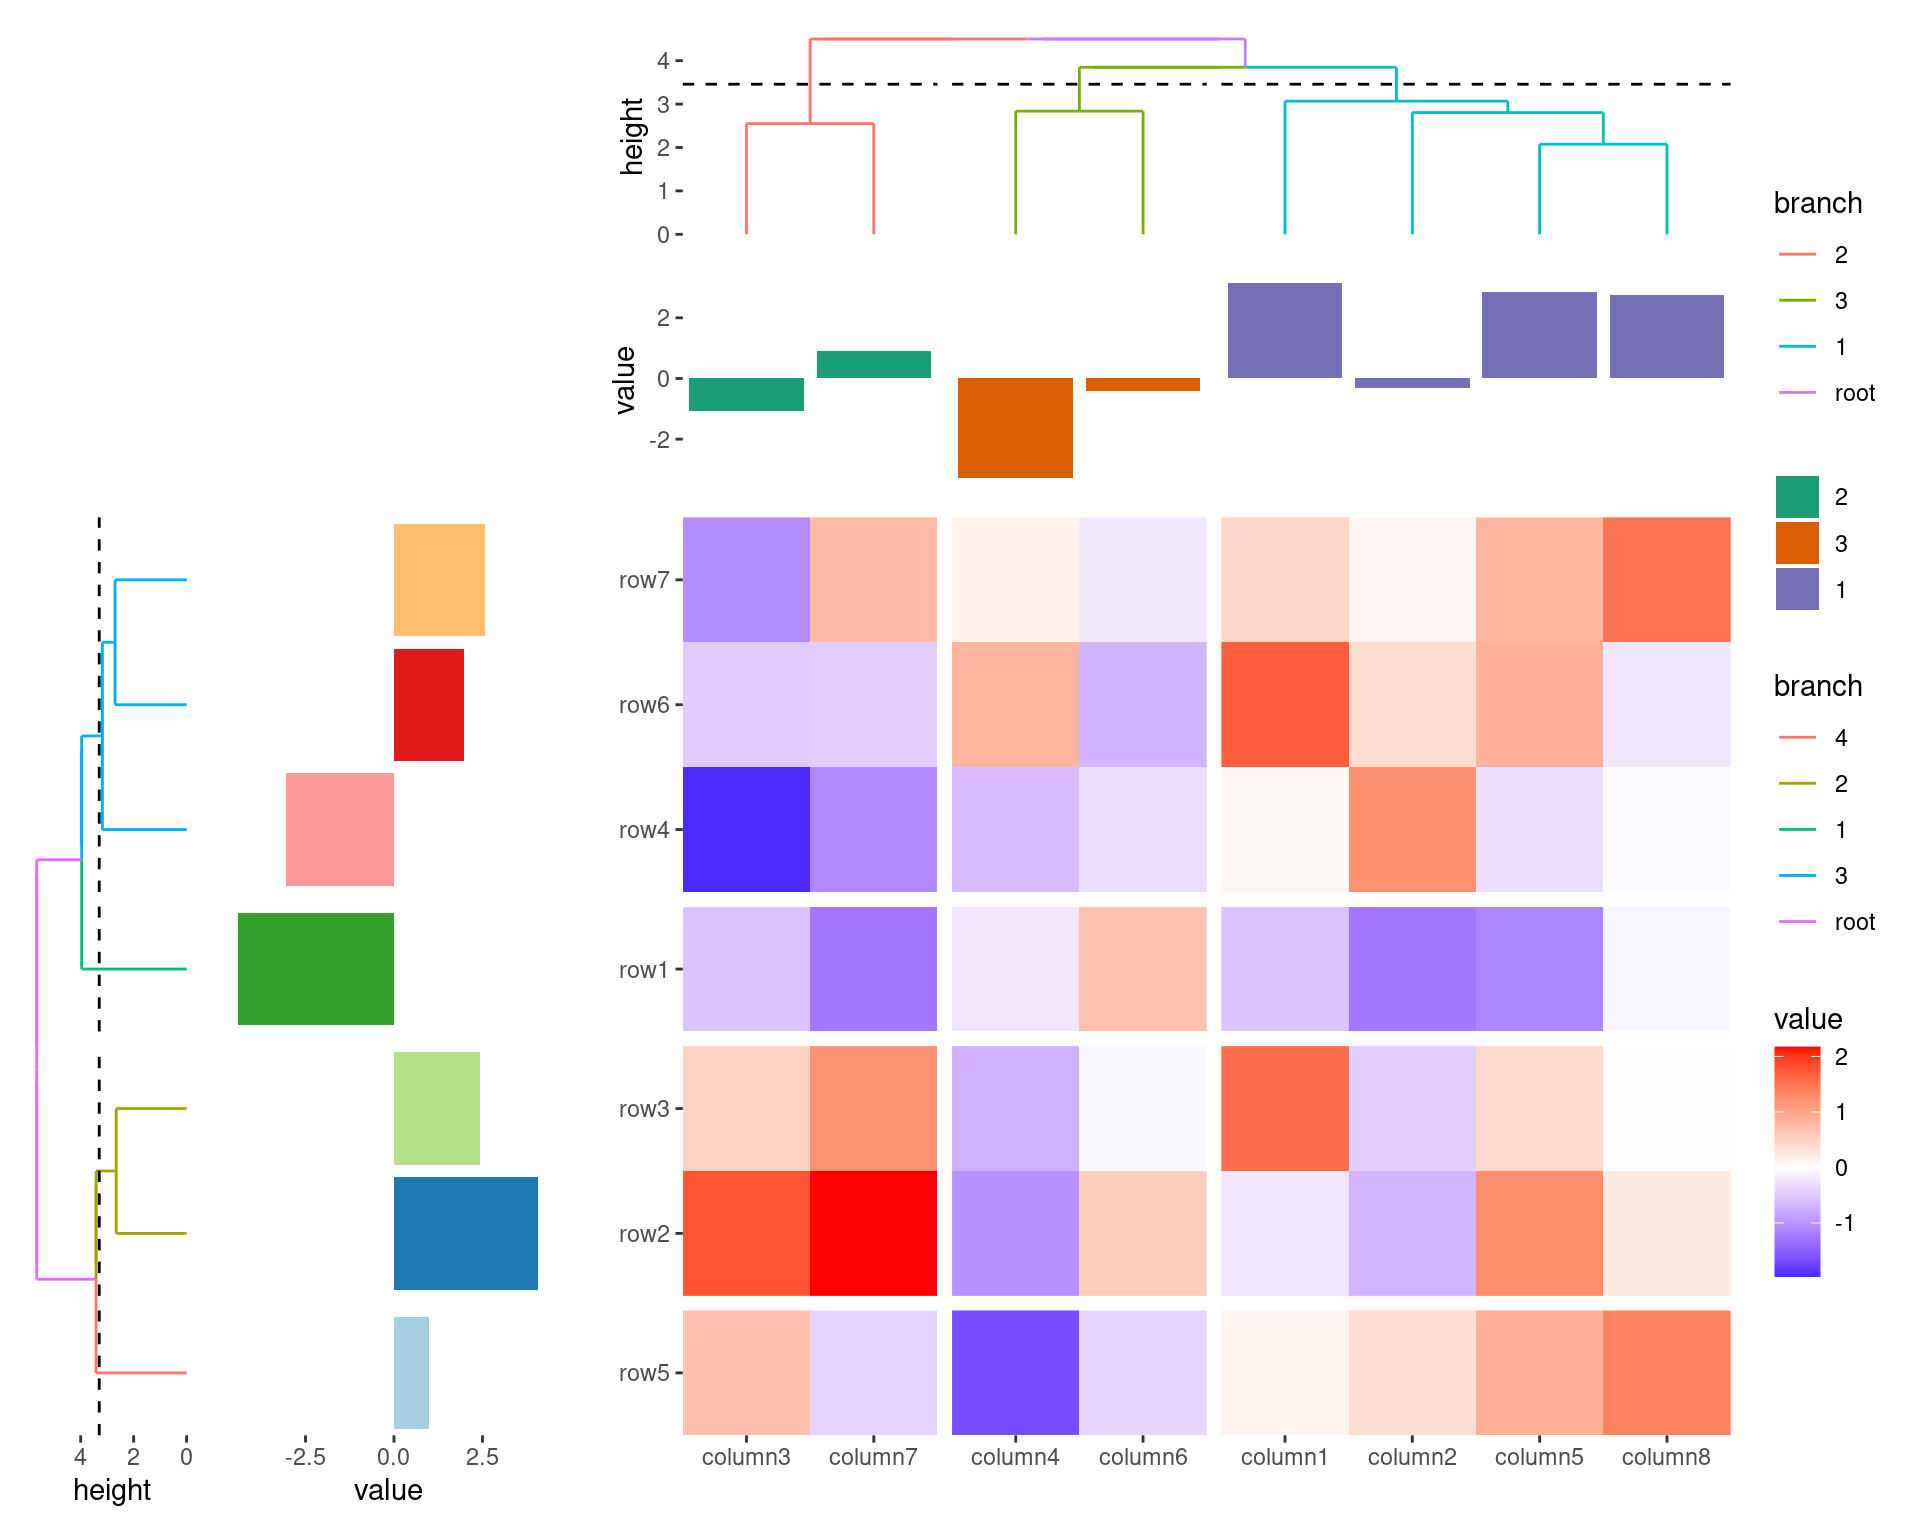 4
3
2
1
0
height
2
0
-2
value
branch
2
3
1
root
2
3
1
branch
4
2
1
3
root
value
2
1
0
-1
row7
row6
row4
row1
row3
row2
row5
4 2 0
height
-2.5 0.0 2.5
value
column3 column7 column4 column6 column1 column2 column5 column8